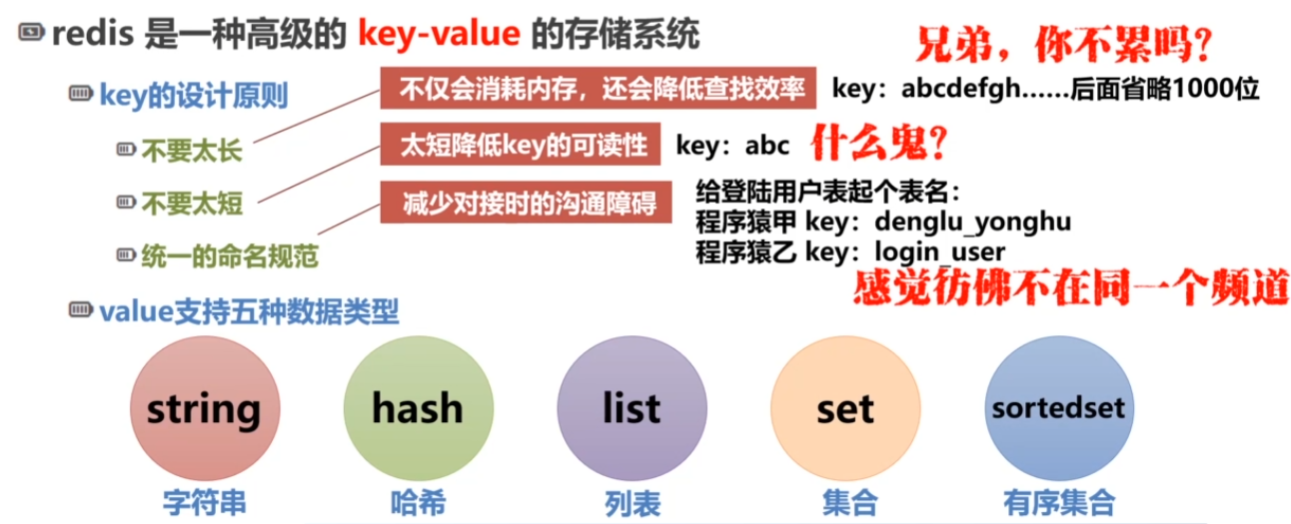 redis 是一种高级的 key-value 的存储系统
兄弟，你不累吗？
key的设计原则
不仅会消耗内存，还会降低查找效率
key：abcdefgh……后面省略1000位
不要太长
太短降低key的可读性
key：abc
什么鬼？
不要太短
减少对接时的沟通障碍
给登陆用户表起个表名：
程序猿甲 key：denglu_yonghu
程序猿乙 key：login_user
统一的命名规范
感觉彷佛不在同一个频道
value支持五种数据类型
string
hash
list
set
sortedset
字符串
哈希
列表
集合
有序集合